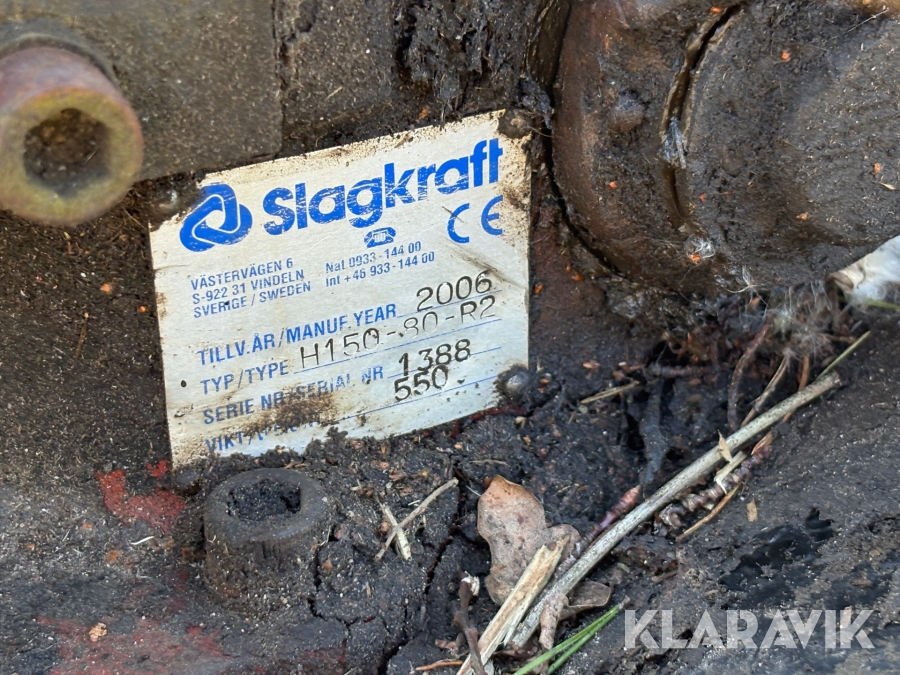 Slagkraft
CE
VÄSTERVÄGEN 6
S-922 31 VINDELN
SVERIGE / SWEDEN
Nat 0933-144 00
Int +46 933-144 00
TILLV.ÅR/MANUF.YEAR 2006
TYP/TYPE H150-80-R2
SERIE NR/SERIAL NR 1388
VIKT/ 550
KLARAVIK